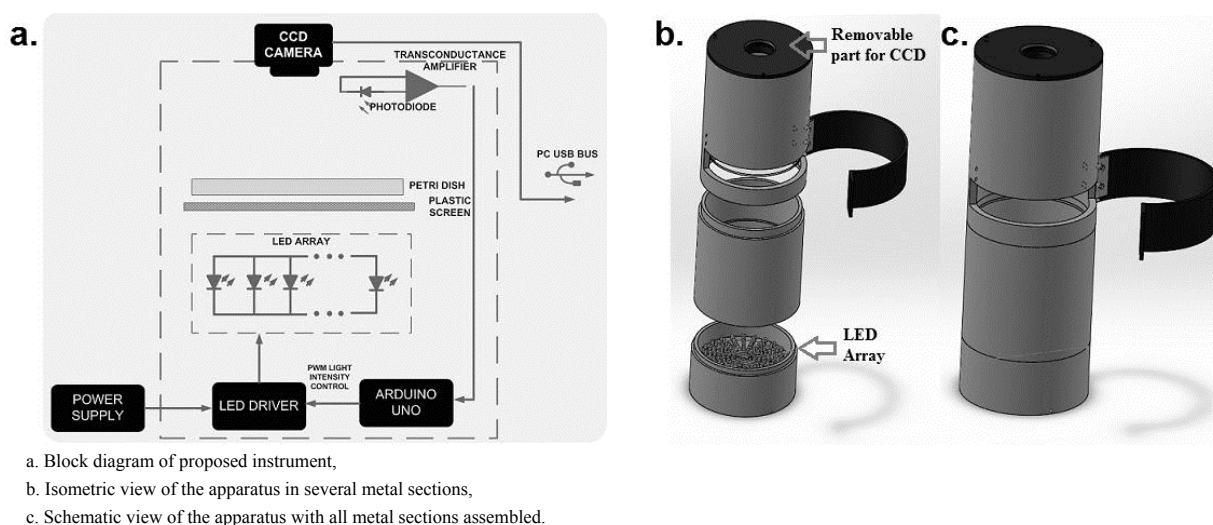 a.
CCD
CAMERA
TRANSCONDUCTANCE
AMPLIFIER
PHOTODIODE
PC USB BUS
PETRI DISH
PLASTIC
SCREEN
LED ARRAY
PWM LIGHT
INTENSITY
CONTROL
POWER
SUPPLY
LED DRIVER
ARDUINO
UNO
b.
Removable
part for CCD
LED
Array
c.
a. Block diagram of proposed instrument,
b. Isometric view of the apparatus in several metal sections,
c. Schematic view of the apparatus with all metal sections assembled.